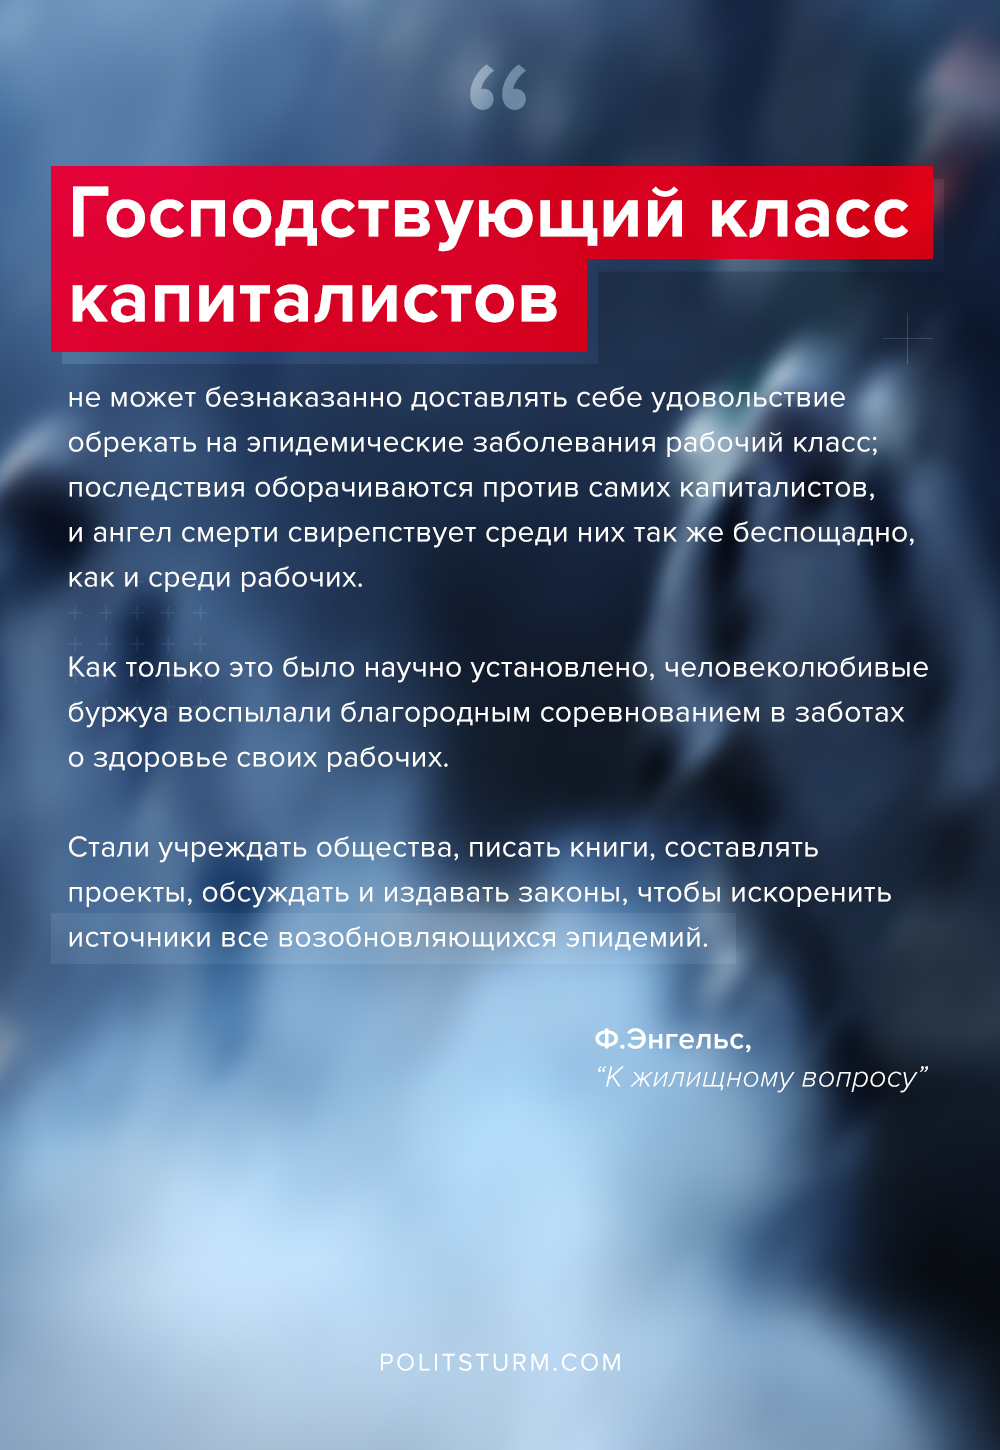 “
Господствующий класс
капиталистов
не может безнаказанно доставлять себе удовольствие
обрекать на эпидемические заболевания рабочий класс;
последствия оборачиваются против самих капиталистов,
и ангел смерти свирепствует среди них так же беспощадно,
как и среди рабочих.
Как только это было научно установлено, человеколюбивые
буржуа воспылали благородным соревнованием в заботах
о здоровье своих рабочих.
Стали учреждать общества, писать книги, составлять
проекты, обсуждать и издавать законы, чтобы искоренить
источники все возобновляющихся эпидемий.
Ф.Энгельс,
“К жилищному вопросу”
POLITSTURM.COM